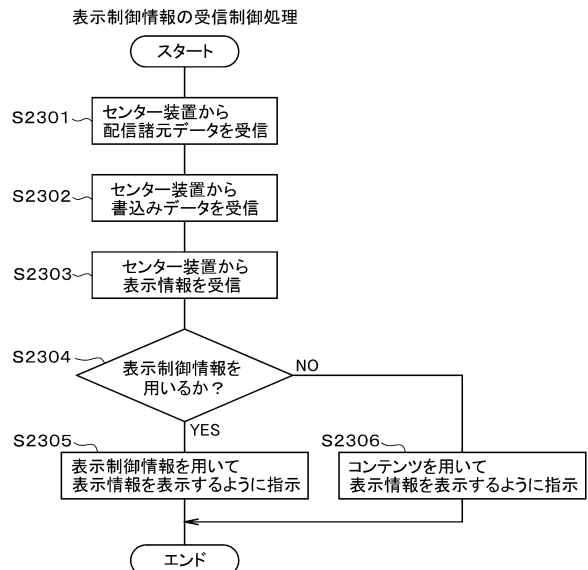 表示制御情報の受信制御処理
スタート
S2301
センター装置から
配信諸元データを受信
S2302
センター装置から
書込みデータを受信
S2303
センター装置から
表示情報を受信
S2304
表示制御情報を
用いるか？
NO
YES
S2305
表示制御情報を用いて
表示情報を表示するように指示
S2306
コンテンツを用いて
表示情報を表示するように指示
エンド